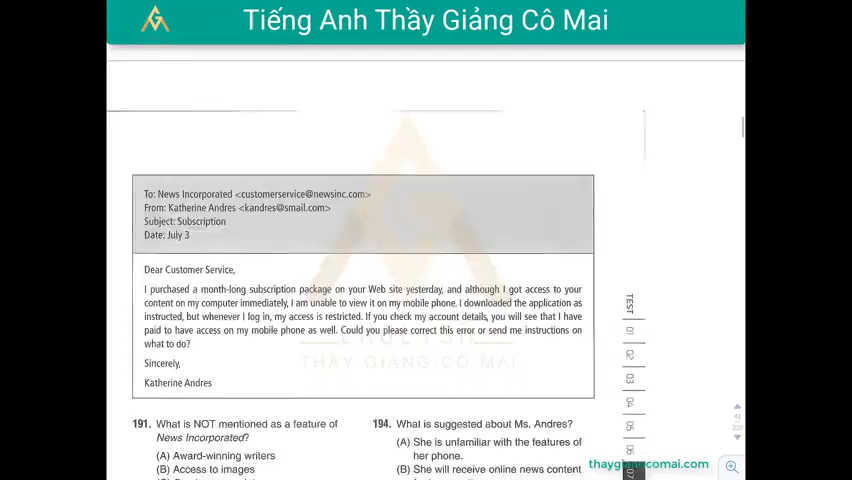 Tiếng Anh Thầy Giảng Cô Mai
To: News Incorporated <customerservice@newsinc.com>
From: Katherine Andres <kandres@smail.com>
Subject: Subscription
Date: July 3
Dear Customer Service,
I purchased a month-long subscription package on your Web site yesterday, and although I got access to your
content on my computer immediately, I am unable to view it on my mobile phone. I downloaded the application as
instructed, but whenever I log in, my access is restricted. If you check my account details, you will see that I have
paid to have access on my mobile phone as well. Could you please correct this error or send me instructions on
what to do?
Sincerely,
Katherine Andres
ENGLISH
THẦY GIẢNG CÔ MAI
191. What is NOT mentioned as a feature of
News Incorporated?
(A) Award-winning writers
(B) Access to images
194. What is suggested about Ms. Andres?
(A) She is unfamiliar with the features of
her phone.
(B) She will receive online news content
TEST
01
02
03
04
05
06
07
41
thaygiangcomai.com